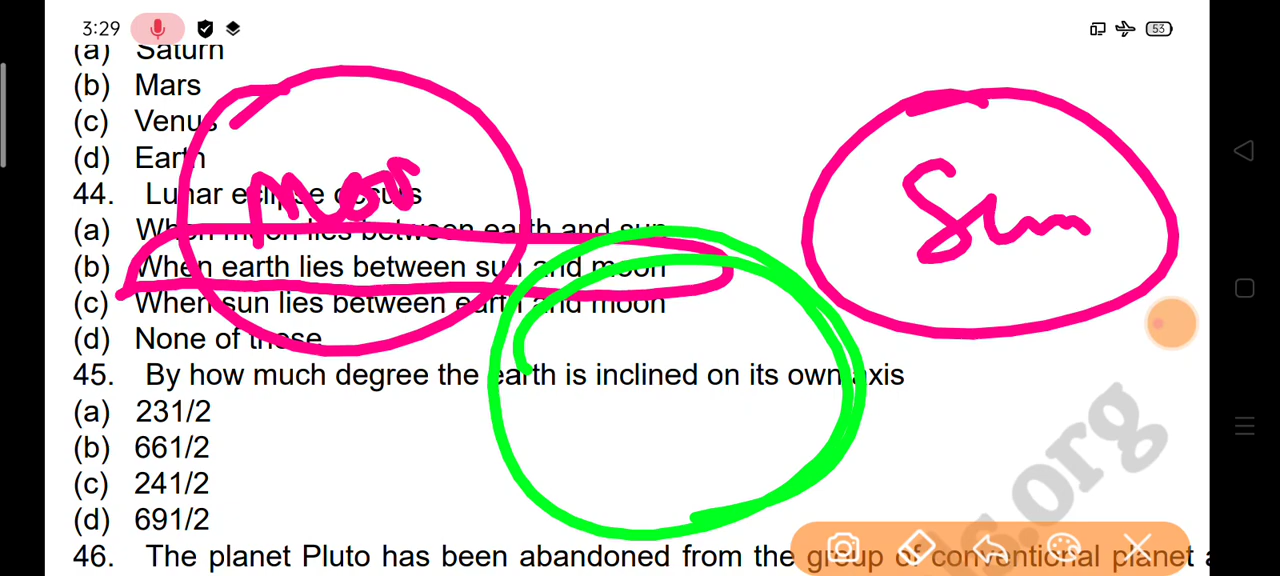 3:29
53
(a) Saturn
(b) Mars
(c) Venus
(d) Earth
44. Lunar eclipse occurs
(a) When moon lies between earth and sun
(b) When earth lies between sun and moon
(c) When sun lies between earth and moon
(d) None of these
moon
Sun
45. By how much degree the earth is inclined on its own axis
(a) 231/2
(b) 661/2
(c) 241/2
(d) 691/2
46. The planet Pluto has been abandoned from the group of conventional planet
.org